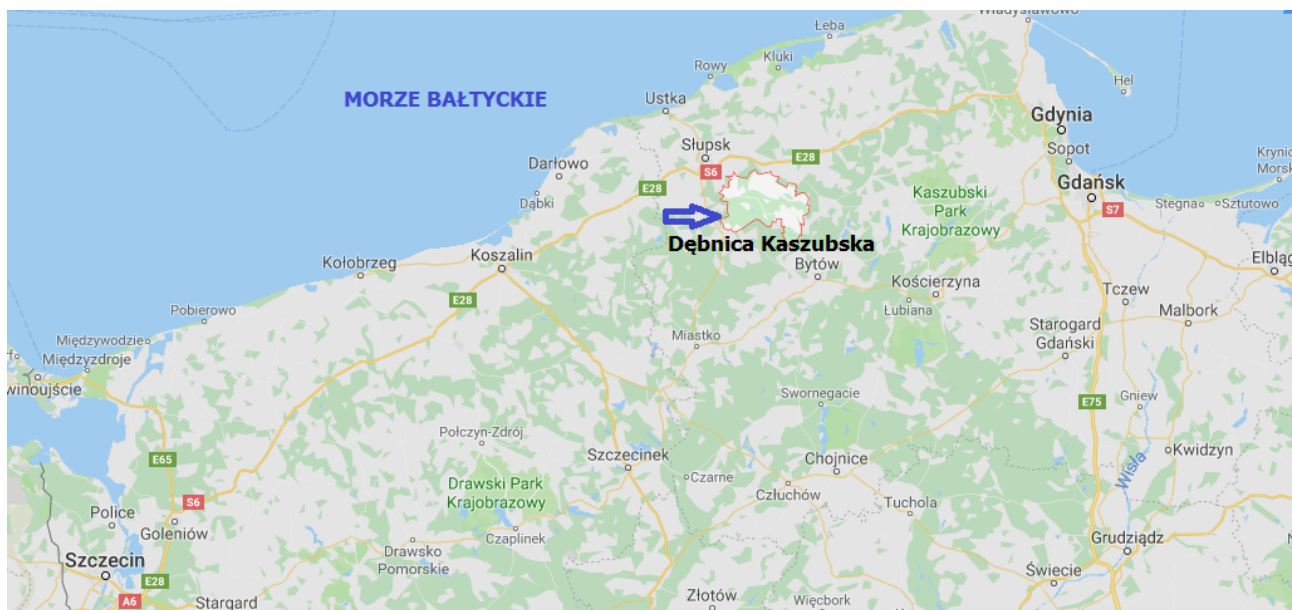 Władysławowo
Łeba
Kluki
Rowy
Hel
MORZE BAŁTYCKIE
Ustka
Gdynia
Słupsk
Sopot
E28
Darłowo
S6
Krynic
Morsk
E28
Kaszubski
Park
Krajobrazowy
Gdańsk
Dąbki
S7
Stegna
Sztutowo
Dębnica Kaszubska
Koszalin
Bytów
Elbląg
Kołobrzeg
Kościerzyna
Tczew
E28
Łubiana
Malbork
Pobierowo
Starogard
Gdański
Międzywodzie
Miastko
Międzyzdroje
winoujście
Swornegacie
E75
Gniew
Połczyn-Zdrój
Szczecinek
Kwidzyn
E65
Chojnice
Wisła
Czarne
Drawski Park
Krajobrazowy
Człuchów
S6
Tuchola
Police
Goleniów
Czaplinek
Drawsko
Pomorskie
Grudziądz
Szczecin
Świecie
E28
Złotów
A6
Stargard
Więcbork